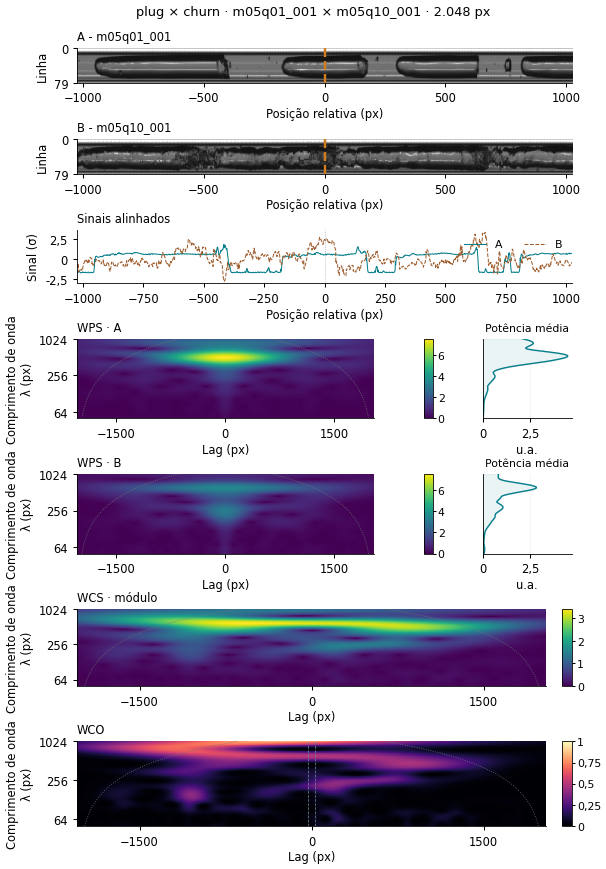 plug × churn · m05q01_001 × m05q10_001 · 2.048 px
A - m05q01_001
0
79
Linha
−1000 −500 0 500 1000
Posição relativa (px)
B - m05q10_001
0
79
Linha
−1000 −500 0 500 1000
Posição relativa (px)
Sinais alinhados
2,5
0,0
−2,5
Sinal (σ)
A B
−1000 −750 −500 −250 0 250 500 750 1000
Posição relativa (px)
WPS · A
1024
256
64
Comprimento de onda
λ (px)
−1500 0 1500
Lag (px)
6
4
2
0
Potência média
0 2,5
u.a.
WPS · B
1024
256
64
Comprimento de onda
λ (px)
−1500 0 1500
Lag (px)
6
4
2
0
Potência média
0 2,5
u.a.
WCS · módulo
1024
256
64
Comprimento de onda
λ (px)
−1500 0 1500
Lag (px)
3
2
1
0
WCO
1024
256
64
Comprimento de onda
λ (px)
−1500 0 1500
Lag (px)
1
0,75
0,5
0,25
0